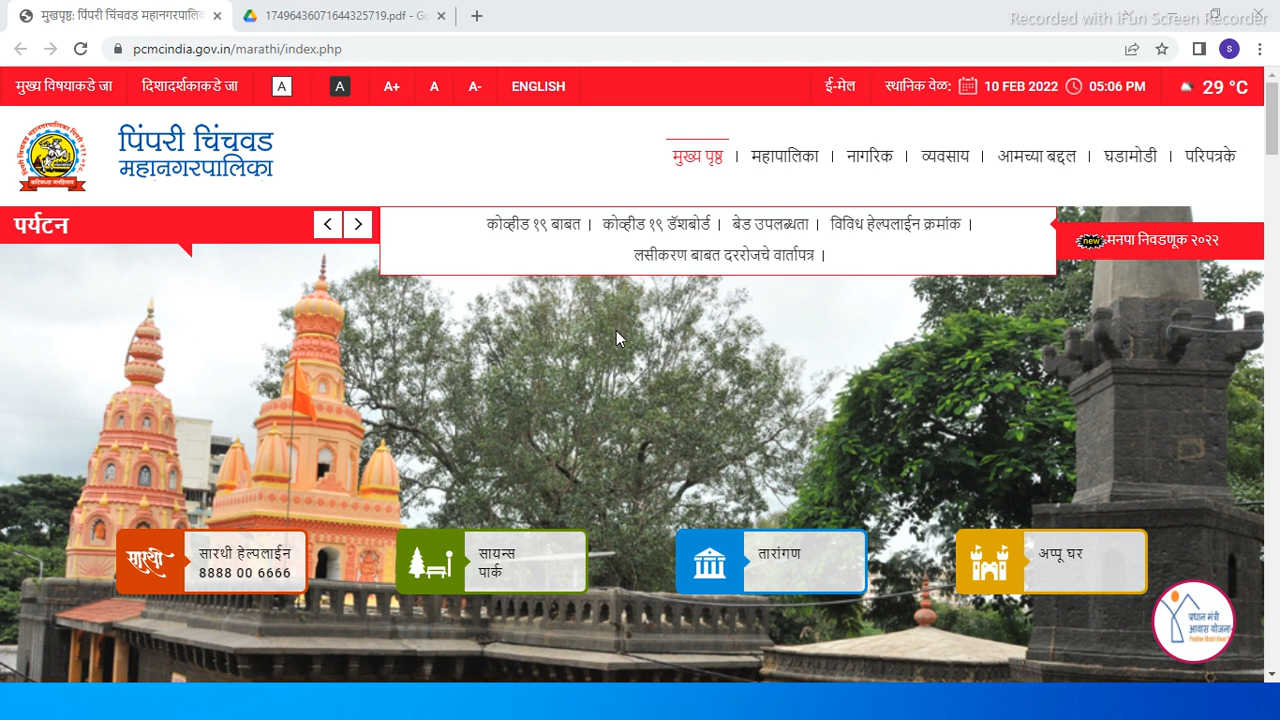 मुखपृष्ठ: पिंपरी चिंचवड महानगरपालि
17496436071644325719.pdf - Go
Recorded with iFun Screen Recorder
pcmcindia.gov.in/marathi/index.php
S
मुख्य विषयाकडे जा
दिशादर्शकाकडे जा
A
A
A+
A
A-
ENGLISH
ई-मेल
स्थानिक वेळ:
10 FEB 2022
05:06 PM
29 °C
पिंपरी चिंचवड
महानगरपालिका
मुख्य पृष्ठ | महापालिका | नागरिक | व्यवसाय | आमच्या बद्दल | घडामोडी | परिपत्रके
पर्यटन
कोव्हीड १९ बाबत | कोव्हीड १९ डॅशबोर्ड | बेड उपलब्धता | विविध हेल्पलाईन क्रमांक |
लसीकरण बाबत दररोजचे वार्तापत्र |
new मनपा निवडणूक २०२२
सारथी
सारथी हेल्पलाईन
8888 00 6666
सायन्स
पार्क
तारांगण
अप्पू घर
प्रधान मंत्री
आवास योजना